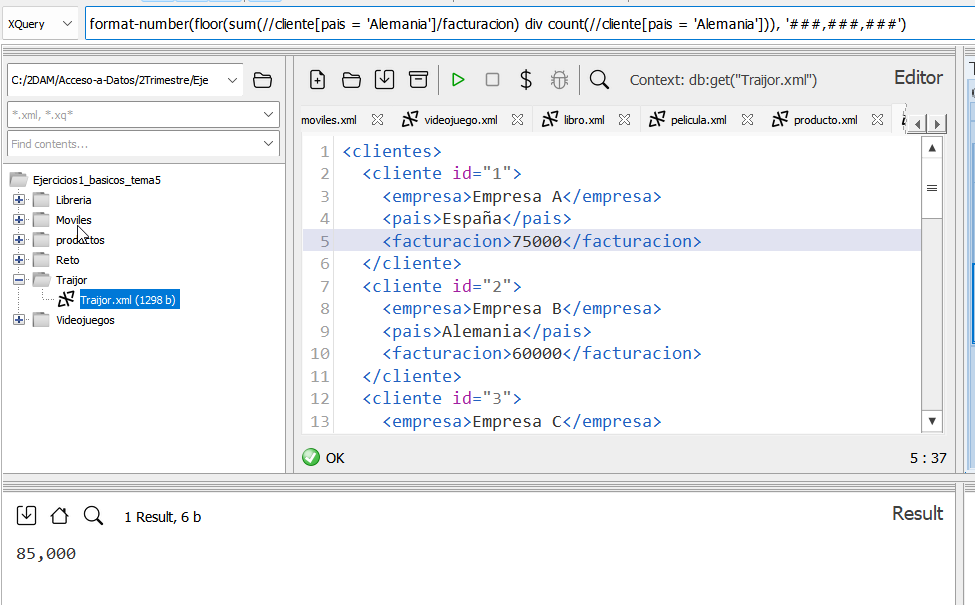 XQuery
format-number(floor(sum(//cliente[pais = 'Alemania']/facturacion) div count(//cliente[pais = 'Alemania'])), '###,###,###')
C:/2DAM/Acceso-a-Datos/2Trimestre/Eje
*.xml, *.xq*
Find contents...
Ejercicios1_basicos_tema5
Libreria
Moviles
productos
Reto
Traijor
Traijor.xml (1298 b)
Videojuegos
Context: db:get("Traijor.xml")
Editor
moviles.xml
videojuego.xml
libro.xml
pelicula.xml
producto.xml
1 <clientes>
2 <cliente id="1">
3 <empresa>Empresa A</empresa>
4 <pais>España</pais>
5 <facturacion>75000</facturacion>
6 </cliente>
7 <cliente id="2">
8 <empresa>Empresa B</empresa>
9 <pais>Alemania</pais>
10 <facturacion>60000</facturacion>
11 </cliente>
12 <cliente id="3">
13 <empresa>Empresa C</empresa>
OK
5 : 37
1 Result, 6 b
Result
85,000